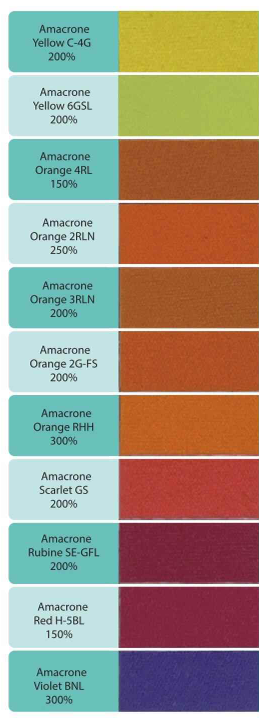 Amacrone
Yellow C-4G
200%
Amacrone
Yellow 6GSL
200%
Amacrone
Orange 4RL
150%
Amacrone
Orange 2RLN
250%
Amacrone
Orange 3RLN
200%
Amacrone
Orange 2G-FS
200%
Amacrone
Orange RHH
300%
Amacrone
Scarlet GS
200%
Amacrone
Rubine SE-GFL
200%
Amacrone
Red H-5BL
150%
Amacrone
Violet BNL
300%